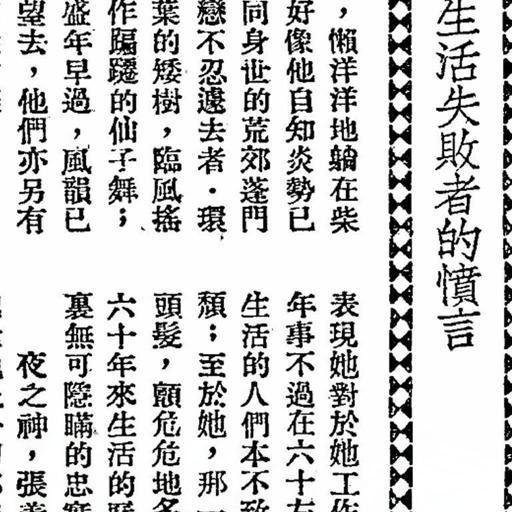 生活失敗者的憤言
，懶洋洋地躺在柴
好像他自知炎勢已
同身世的荒郊蓬門
戀不忍遽去者．環
葉的矮樹，臨風搖
作蹁躚的仙子舞；
盛年早過，風韻已
望去，他們亦另有
表現她對於她工作
年事不過在六十左
生活的人們本不致
頹；至於她，那一
頭髮，顫危危地
六十年來生活的
裏無可隱瞞的忠
夜之神，張